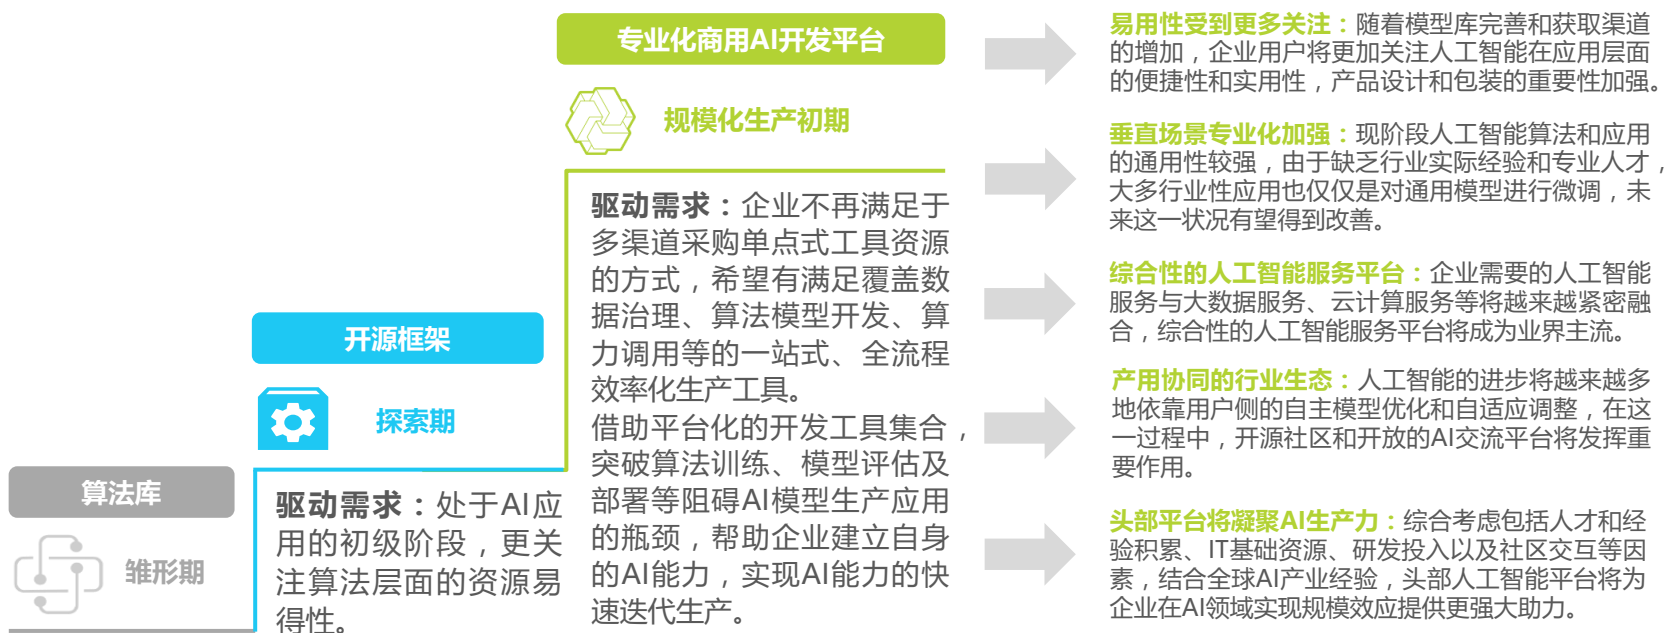 算法库
雏形期
开源框架
探索期
驱动需求：处于AI应
用的初级阶段，更关
注算法层面的资源易
得性。
专业化商用AI开发平台
规模化生产初期
驱动需求：企业不再满足于
多渠道采购单点式工具资源
的方式，希望有满足覆盖数
据治理、算法模型开发、算
力调用等的一站式、全流程
效率化生产工具。
借助平台化的开发工具集合，
突破算法训练、模型评估及
部署等阻碍AI模型生产应用
的瓶颈，帮助企业建立自身
的AI能力，实现AI能力的快
速迭代生产。
易用性受到更多关注：随着模型库完善和获取渠道
的增加，企业用户将更加关注人工智能在应用层面
的便捷性和实用性，产品设计和包装的重要性加强。
垂直场景专业化加强：现阶段人工智能算法和应用
的通用性较强，由于缺乏行业实际经验和专业人才，
大多行业性应用也仅仅是对通用模型进行微调，未
来这一状况有望得到改善。
综合性的人工智能服务平台：企业需要的人工智能
服务与大数据服务、云计算服务等将越来越紧密融
合，综合性的人工智能服务平台将成为业界主流。
产用协同的行业生态：人工智能的进步将越来越多
地依靠用户侧的自主模型优化和自适应调整，在这
一过程中，开源社区和开放的AI交流平台将发挥重
要作用。
头部平台将凝聚AI生产力：综合考虑包括人才和经
验积累、IT基础资源、研发投入以及社区交互等因
素，结合全球AI产业经验，头部人工智能平台将为
企业在AI领域实现规模效应提供更强大助力。